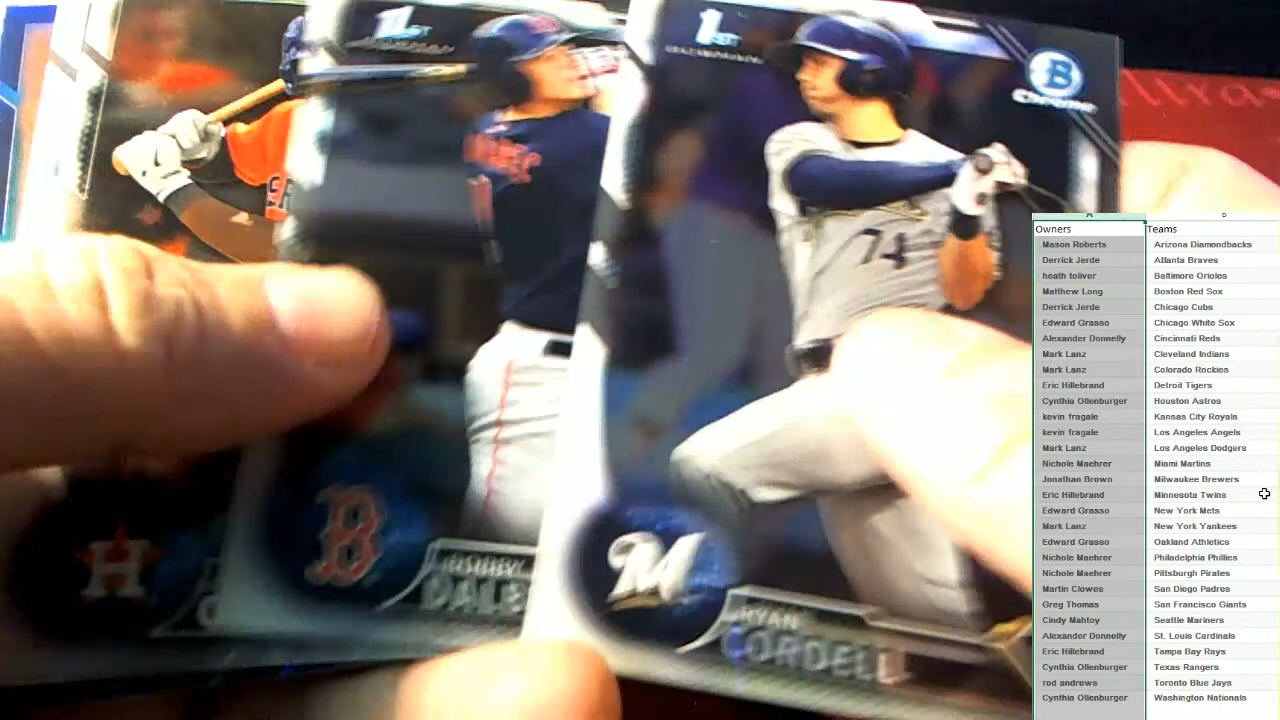 1ST
1ST
B
Chrome
74
B
H
M
BOBBY
DALE
RYAN
CORDELL
Owners Teams
Mason Roberts Arizona Diamondbacks
Derrick Jerde Atlanta Braves
heath toliver Baltimore Orioles
Matthew Long Boston Red Sox
Derrick Jerde Chicago Cubs
Edward Grasso Chicago White Sox
Alexander Donnelly Cincinnati Reds
Mark Lanz Cleveland Indians
Mark Lanz Colorado Rockies
Eric Hillebrand Detroit Tigers
Cynthia Ollenburger Houston Astros
kevin fragale Kansas City Royals
kevin fragale Los Angeles Angels
Mark Lanz Los Angeles Dodgers
Nichole Maehrer Miami Marlins
Jonathan Brown Milwaukee Brewers
Eric Hillebrand Minnesota Twins
Edward Grasso New York Mets
Mark Lanz New York Yankees
Edward Grasso Oakland Athletics
Nichole Maehrer Philadelphia Phillies
Nichole Maehrer Pittsburgh Pirates
Martin Clowes San Diego Padres
Greg Thomas San Francisco Giants
Cindy Mahtoy Seattle Mariners
Alexander Donnelly St. Louis Cardinals
Eric Hillebrand Tampa Bay Rays
Cynthia Ollenburger Texas Rangers
rod andrews Toronto Blue Jays
Cynthia Ollenburger Washington Nationals